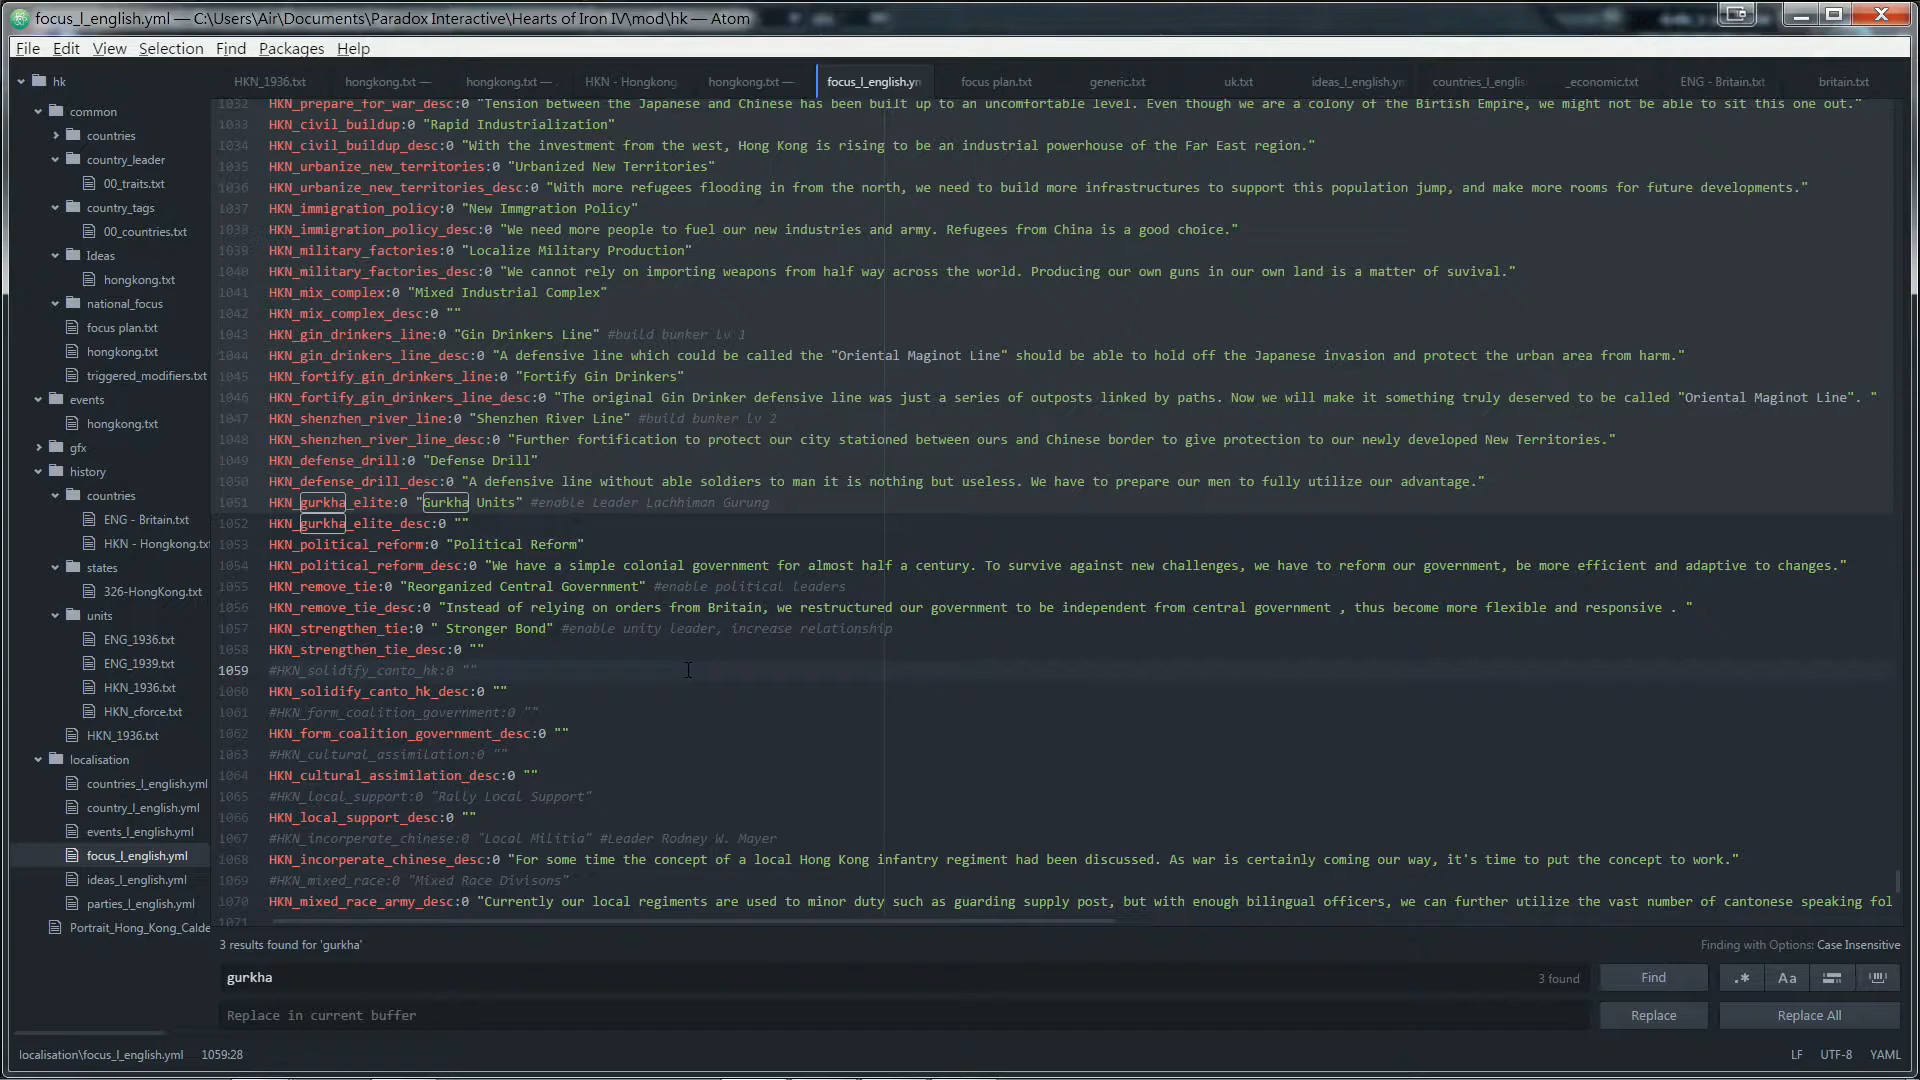 focus_l_english.yml — C:\Users\Air\Documents\Paradox Interactive\Hearts of Iron IV\mod\hk — Atom
File Edit View Selection Find Packages Help
hk
common
countries
country_leader
00_traits.txt
country_tags
00_countries.txt
Ideas
hongkong.txt
national_focus
focus plan.txt
hongkong.txt
triggered_modifiers.txt
events
hongkong.txt
gfx
history
countries
ENG - Britain.txt
HKN - Hongkong.txt
states
326-HongKong.txt
units
ENG_1936.txt
ENG_1939.txt
HKN_1936.txt
HKN_cforce.txt
HKN_1936.txt
localisation
countries_l_english.yml
country_l_english.yml
events_l_english.yml
focus_l_english.yml
ideas_l_english.yml
parties_l_english.yml
Portrait_Hong_Kong_Calde
HKN_1936.txt hongkong.txt — hongkong.txt — HKN - Hongkong hongkong.txt — focus_l_english.ym focus plan.txt generic.txt uk.txt ideas_l_english.ym countries_l_englis _economic.txt ENG - Britain.txt britain.txt
1032 HKN_prepare_for_war_desc:0 "Tension between the Japanese and Chinese has been built up to an uncomfortable level. Even though we are a colony of the Birtish Empire, we might not be able to sit this one out."
1033 HKN_civil_buildup:0 "Rapid Industrialization"
1034 HKN_civil_buildup_desc:0 "With the investment from the west, Hong Kong is rising to be an industrial powerhouse of the Far East region."
1035 HKN_urbanize_new_territories:0 "Urbanized New Territories"
1036 HKN_urbanize_new_territories_desc:0 "With more refugees flooding in from the north, we need to build more infrastructures to support this population jump, and make more rooms for future developments."
1037 HKN_immigration_policy:0 "New Immgration Policy"
1038 HKN_immigration_policy_desc:0 "We need more people to fuel our new industries and army. Refugees from China is a good choice."
1039 HKN_military_factories:0 "Localize Military Production"
1040 HKN_military_factories_desc:0 "We cannot rely on importing weapons from half way across the world. Producing our own guns in our own land is a matter of suvival."
1041 HKN_mix_complex:0 "Mixed Industrial Complex"
1042 HKN_mix_complex_desc:0 ""
1043 HKN_gin_drinkers_line:0 "Gin Drinkers Line" #build bunker lv 1
1044 HKN_gin_drinkers_line_desc:0 "A defensive line which could be called the "Oriental Maginot Line" should be able to hold off the Japanese invasion and protect the urban area from harm."
1045 HKN_fortify_gin_drinkers_line:0 "Fortify Gin Drinkers"
1046 HKN_fortify_gin_drinkers_line_desc:0 "The original Gin Drinker defensive line was just a series of outposts linked by paths. Now we will make it something truly deserved to be called "Oriental Maginot Line". "
1047 HKN_shenzhen_river_line:0 "Shenzhen River Line" #build bunker lv 2
1048 HKN_shenzhen_river_line_desc:0 "Further fortification to protect our city stationed between ours and Chinese border to give protection to our newly developed New Territories."
1049 HKN_defense_drill:0 "Defense Drill"
1050 HKN_defense_drill_desc:0 "A defensive line without able soldiers to man it is nothing but useless. We have to prepare our men to fully utilize our advantage."
1051 HKN_gurkha_elite:0 "Gurkha Units" #enable Leader Lachhiman Gurung
1052 HKN_gurkha_elite_desc:0 ""
1053 HKN_political_reform:0 "Political Reform"
1054 HKN_political_reform_desc:0 "We have a simple colonial government for almost half a century. To survive against new challenges, we have to reform our government, be more efficient and adaptive to changes."
1055 HKN_remove_tie:0 "Reorganized Central Government" #enable political leaders
1056 HKN_remove_tie_desc:0 "Instead of relying on orders from Britain, we restructured our government to be independent from central government , thus become more flexible and responsive . "
1057 HKN_strengthen_tie:0 " Stronger Bond" #enable unity leader, increase relationship
1058 HKN_strengthen_tie_desc:0 ""
1059 #HKN_solidify_canto_hk:0 ""
1060 HKN_solidify_canto_hk_desc:0 ""
1061 #HKN_form_coalition_government:0 ""
1062 HKN_form_coalition_government_desc:0 ""
1063 #HKN_cultural_assimilation:0 ""
1064 HKN_cultural_assimilation_desc:0 ""
1065 #HKN_local_support:0 "Rally Local Support"
1066 HKN_local_support_desc:0 ""
1067 #HKN_incorperate_chinese:0 "Local Militia" #Leader Rodney W. Mayer
1068 HKN_incorperate_chinese_desc:0 "For some time the concept of a local Hong Kong infantry regiment had been discussed. As war is certainly coming our way, it's time to put the concept to work."
1069 #HKN_mixed_race:0 "Mixed Race Divisons"
1070 HKN_mixed_race_army_desc:0 "Currently our local regiments are used to minor duty such as guarding supply post, but with enough bilingual officers, we can further utilize the vast number of cantonese speaking fol
1071
3 results found for 'gurkha' Finding with Options: Case Insensitive
gurkha 3 found Find .* Aa
Replace in current buffer Replace Replace All
localisation\focus_l_english.yml 1059:28 LF UTF-8 YAML